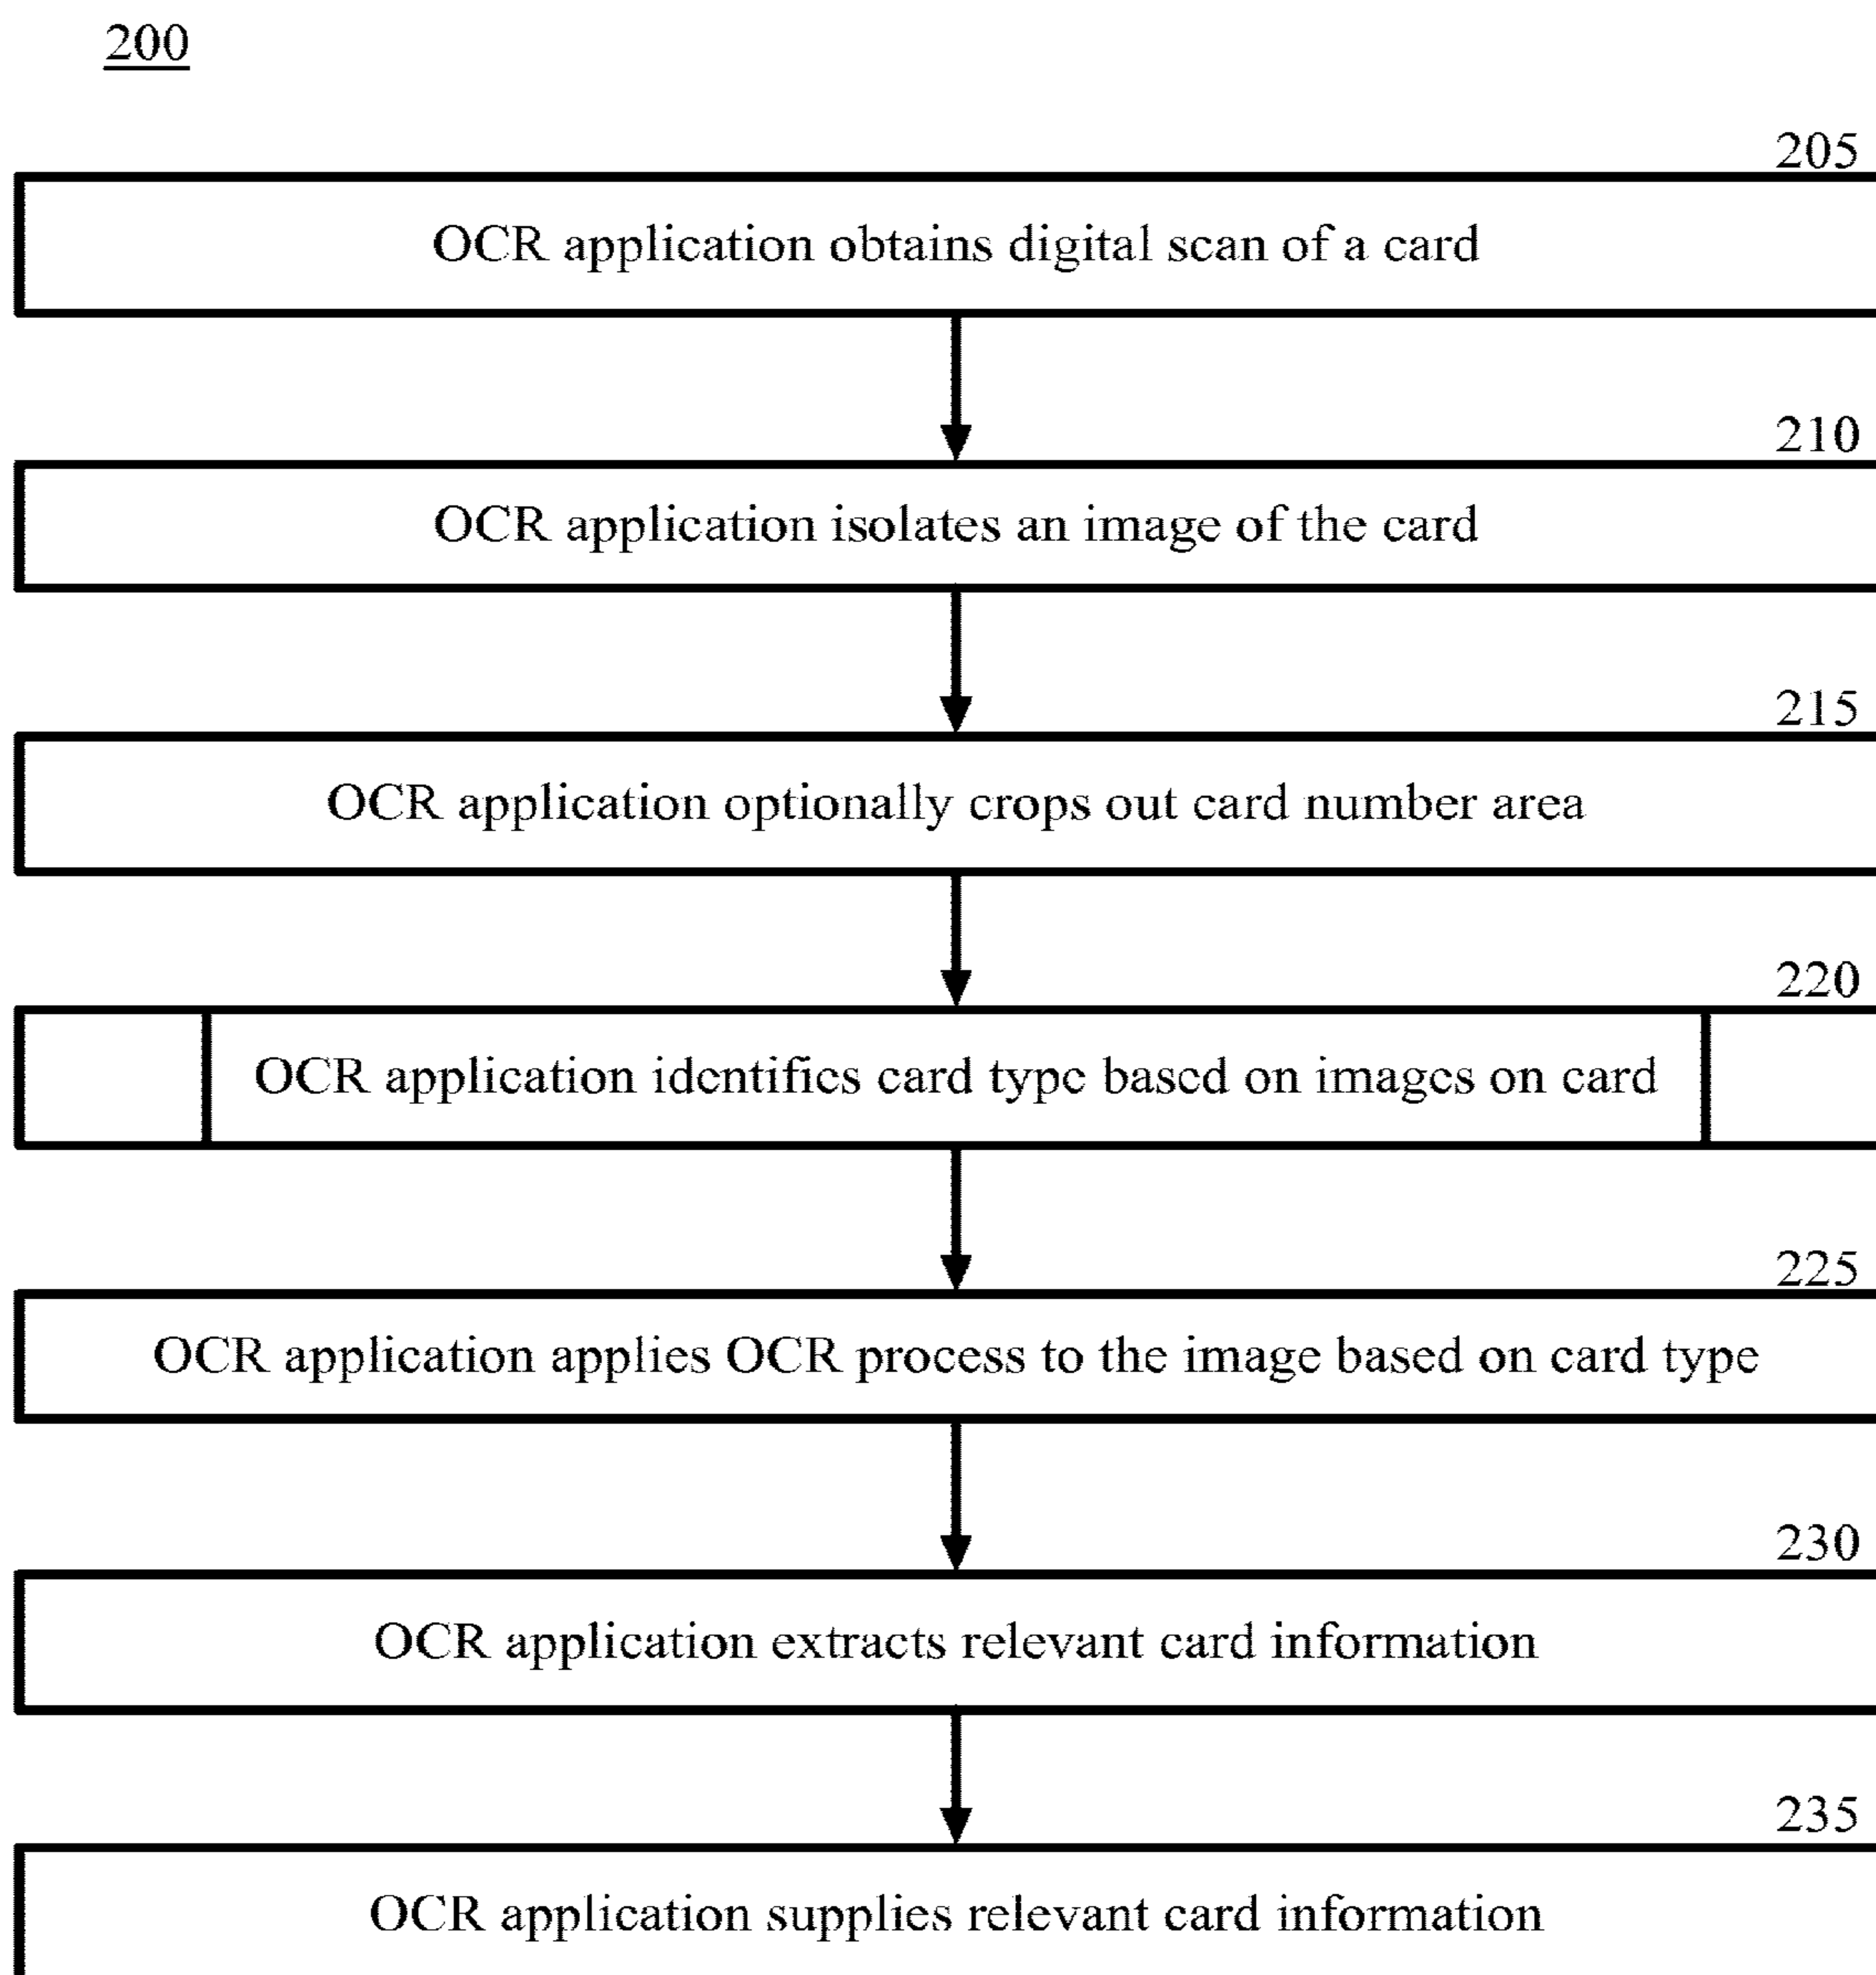 200
205
OCR application obtains digital scan of a card
210
OCR application isolates an image of the card
215
OCR application optionally crops out card number area
220
OCR application identifies card type based on images on card
225
OCR application applies OCR process to the image based on card type
230
OCR application extracts relevant card information
235
OCR application supplies relevant card information